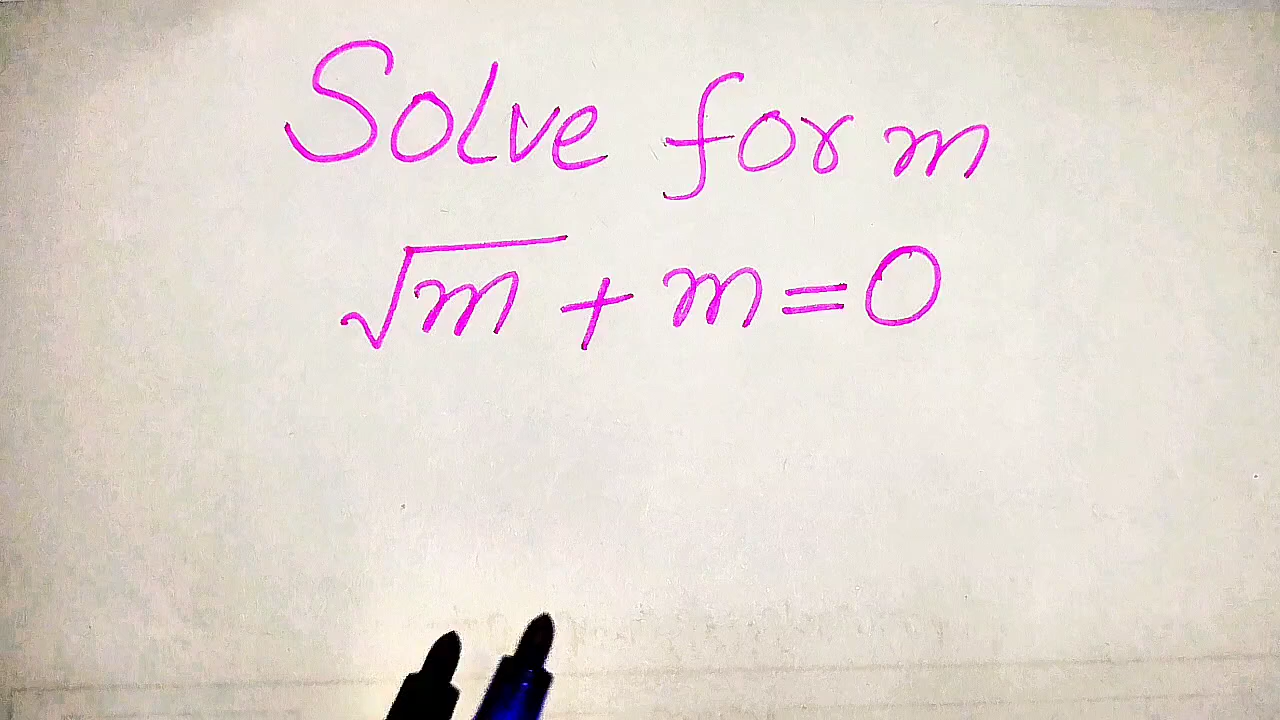 Solve for m
√m + m = 0